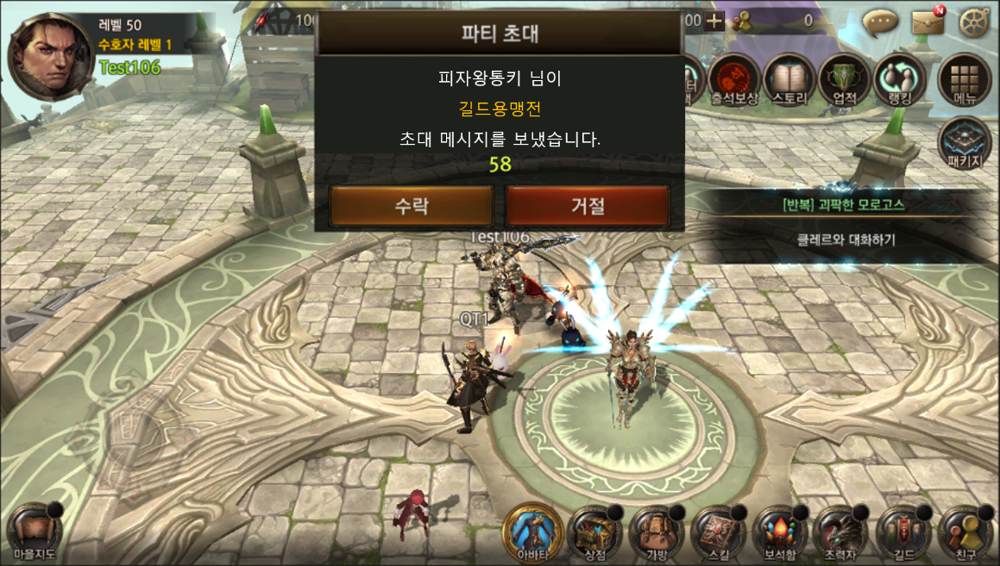 레벨 50
수호자 레벨 1
Test106
100
00
0
N
파티 초대
피자왕통키 님이
길드용맹전
초대 메시지를 보냈습니다.
58
수락
거절
출석보상
스토리
업적
랭킹
메뉴
패키지
[반복] 괴팍한 모로고스
클레르와 대화하기
Test106
QT1
마을지도
아바타
상점
가방
스킬
보석함
조력자
길드
친구